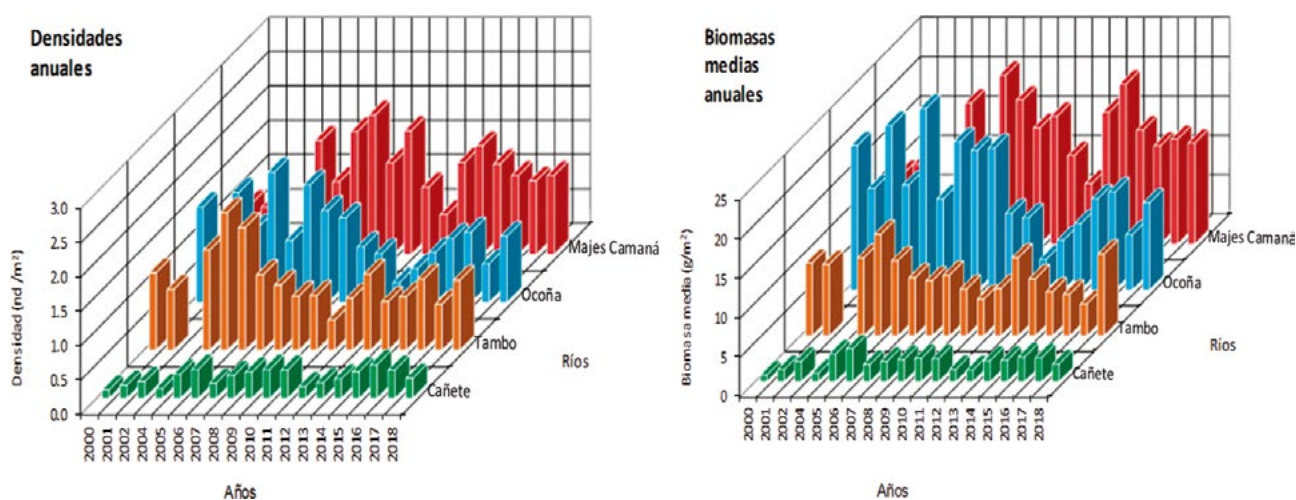 Densidades
anuales
Densidad (nd /m²)
3.0
2.5
2.0
1.5
1.0
0.5
0.0
2000
2001
2002
2004
2005
2006
2007
2008
2009
2010
2011
2012
2013
2014
2015
2016
2017
2018
Años
Majes Camaná
Ocoña
Tambo
Cañete
Ríos
Biomasas
medias
anuales
Biomasa media (g/m²)
25
20
15
10
5
0
2000
2001
2002
2004
2005
2006
2007
2008
2009
2010
2011
2012
2013
2014
2015
2016
2017
2018
Años
Majes Camaná
Ocoña
Tambo
Cañete
Ríos